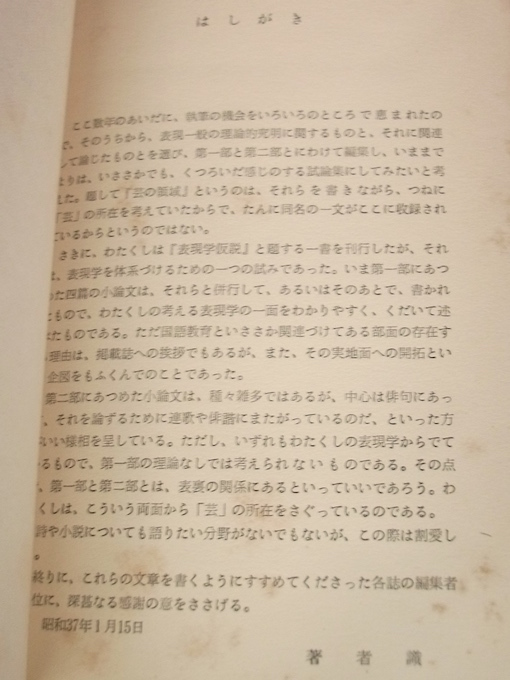 はしがき
ここ数年のあいだに、執筆の機会をいろいろのところで恵まれたの
で、そのうちから、表現一般の理論的究明に関するものと、それに関連
して論じたものとを選び、第一部と第二部とにわけて編集し、いままで
よりは、いささかでも、くつろいだ感じのする試論集にしてみたいと考
えた。題して『芸の領域』というのは、それらを書きながら、つねに
「芸」の所在を考えていたからで、たんに同名の一文がここに収録され
ているからというのではない。
さきに、わたくしは『表現学仮説』と題する一書を刊行したが、それ
は、表現学を体系づけるための一つの試みであった。いま第一部にあつ
めた四篇の小論文は、それらと併行して、あるいはそのあとで、書かれ
たもので、わたくしの考える表現学の一面をわかりやすく、くだいて述
べたものである。ただ国語教育といささか関連づけてある部面の存在す
る理由は、掲載誌への挨拶でもあるが、また、その実地面への開拓とい
う企図をもふくんでのことであった。
第二部にあつめた小論文は、種々雑多ではあるが、中心は俳句にあっ
て、それを論ずるために連歌や俳諧にまたがっているのだ、といった方
がいい様相を呈している。ただし、いずれもわたくしの表現学からでて
いるもので、第一部の理論なしでは考えられないものである。その点
で、第一部と第二部とは、表裏の関係にあるといっていいであろう。わ
たくしは、こういう両面から「芸」の所在をさぐっているのである。
詩や小説についても語りたい分野がないでもないが、この際は割愛し
た。
終りに、これらの文章を書くようにすすめてくださった各誌の編集者
各位に、深甚なる感謝の意をささげる。
昭和37年1月15日
著者識